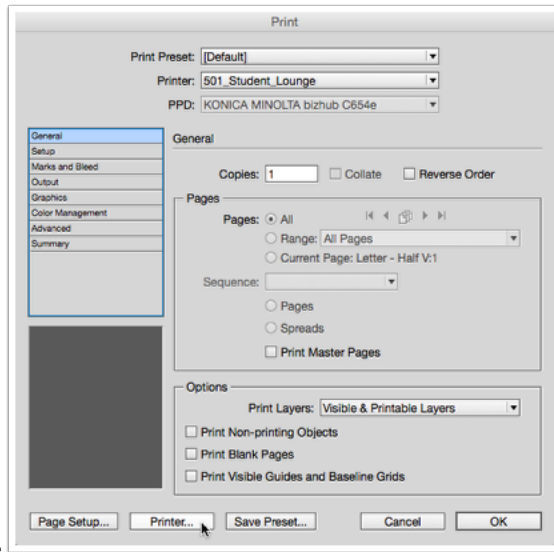 Print
Print Preset: [Default]
Printer: 501_Student_Lounge
PPD: KONICA MINOLTA bizhub C654e
General
Setup
Marks and Bleed
Output
Graphics
Color Management
Advanced
Summary
General
Copies: 1 Collate Reverse Order
Pages
Pages: All
Range: All Pages
Current Page: Letter - Half V:1
Sequence:
Pages
Spreads
Print Master Pages
Options
Print Layers: Visible & Printable Layers
Print Non-printing Objects
Print Blank Pages
Print Visible Guides and Baseline Grids
Page Setup... Printer... Save Preset... Cancel OK